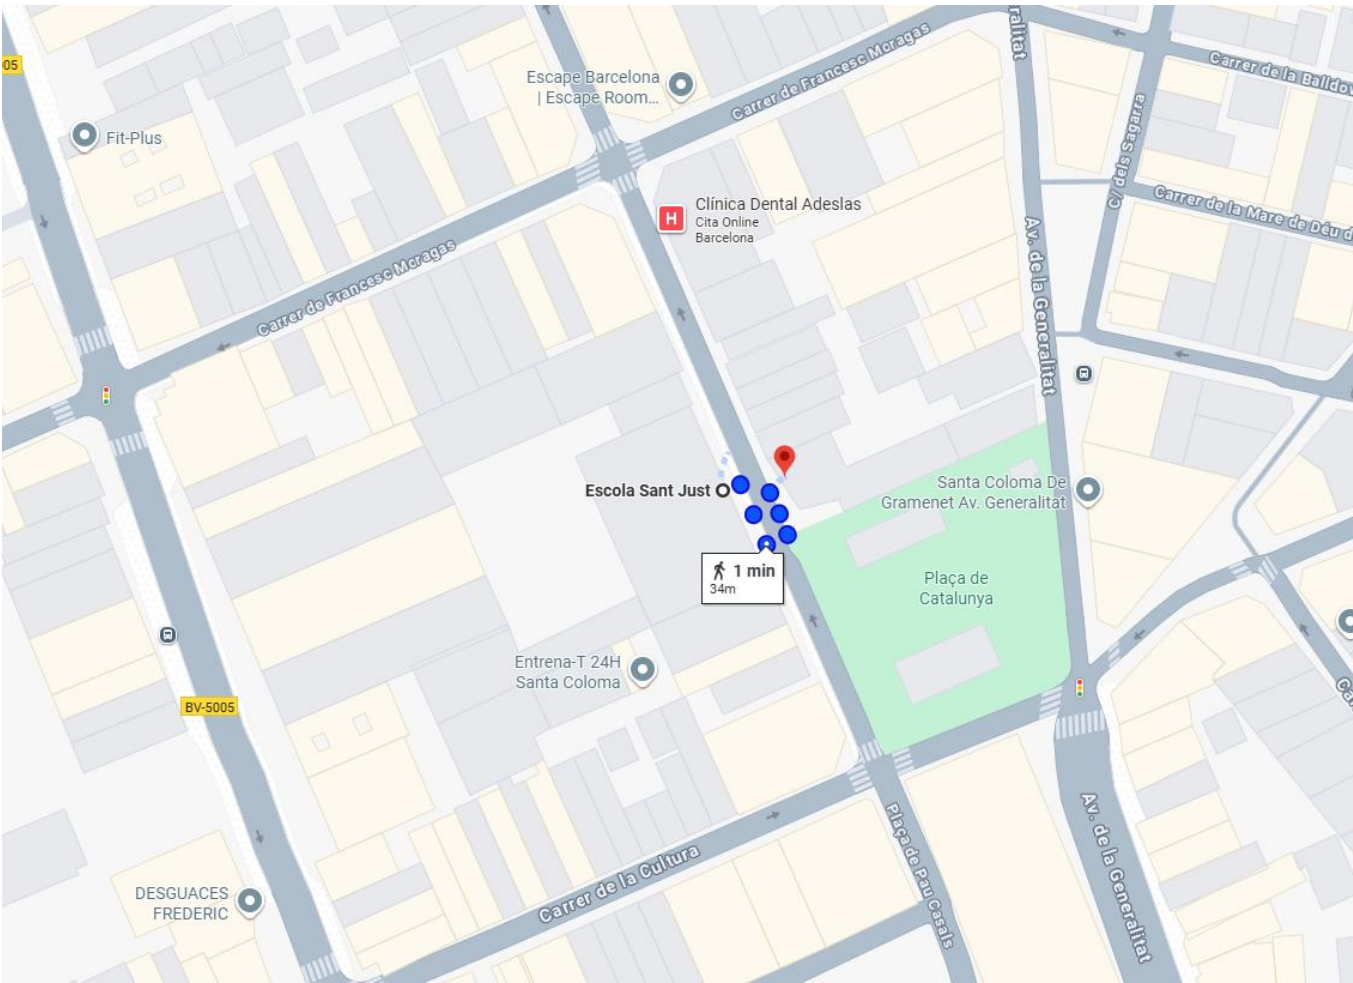 05
Fit-Plus
Escape Barcelona
| Escape Room...
Carrer de Francesc Moragas
Carrer de la Balldov
ralitat
C/ dels Sagarra
Clínica Dental Adeslas
Cita Online
Barcelona
Carrer de la Mare de Déu d
Carrer de Francesc Moragas
Av. de la Generalitat
H
Escola Sant Just
Santa Coloma De
Gramenet Av. Generalitat
1 min
34m
Plaça de
Catalunya
Entrena-T 24H
Santa Coloma
BV-5005
Ca
Plaça de Pau Casals
Av. de la Generalitat
Carrer de la Cultura
DESGUACES
FREDERIC